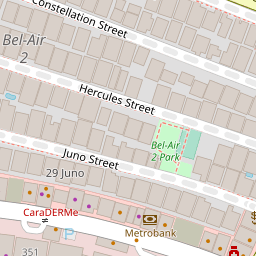 Constellation Street
Bel-Air
2
Hercules Street
Bel-Air
2 Park
Juno Street
29 Juno
CaraDERMe
Metrobank
351